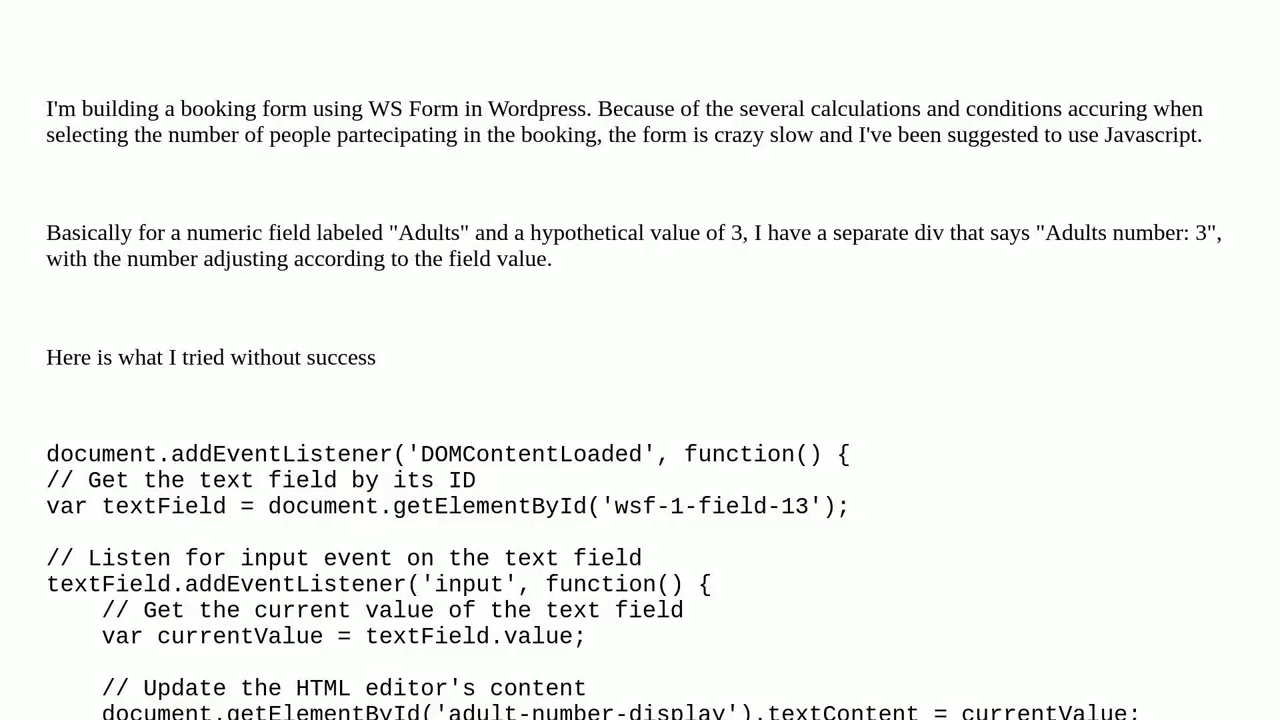 I'm building a booking form using WS Form in Wordpress. Because of the several calculations and conditions accuring when
selecting the number of people partecipating in the booking, the form is crazy slow and I've been suggested to use Javascript.
Basically for a numeric field labeled "Adults" and a hypothetical value of 3, I have a separate div that says "Adults number: 3",
with the number adjusting according to the field value.
Here is what I tried without success
document.addEventListener('DOMContentLoaded', function() {
// Get the text field by its ID
var textField = document.getElementById('wsf-1-field-13');
// Listen for input event on the text field
textField.addEventListener('input', function() {
    // Get the current value of the text field
    var currentValue = textField.value;
    // Update the HTML editor's content
    document.getElementById('adult-number-display').textContent = currentValue;